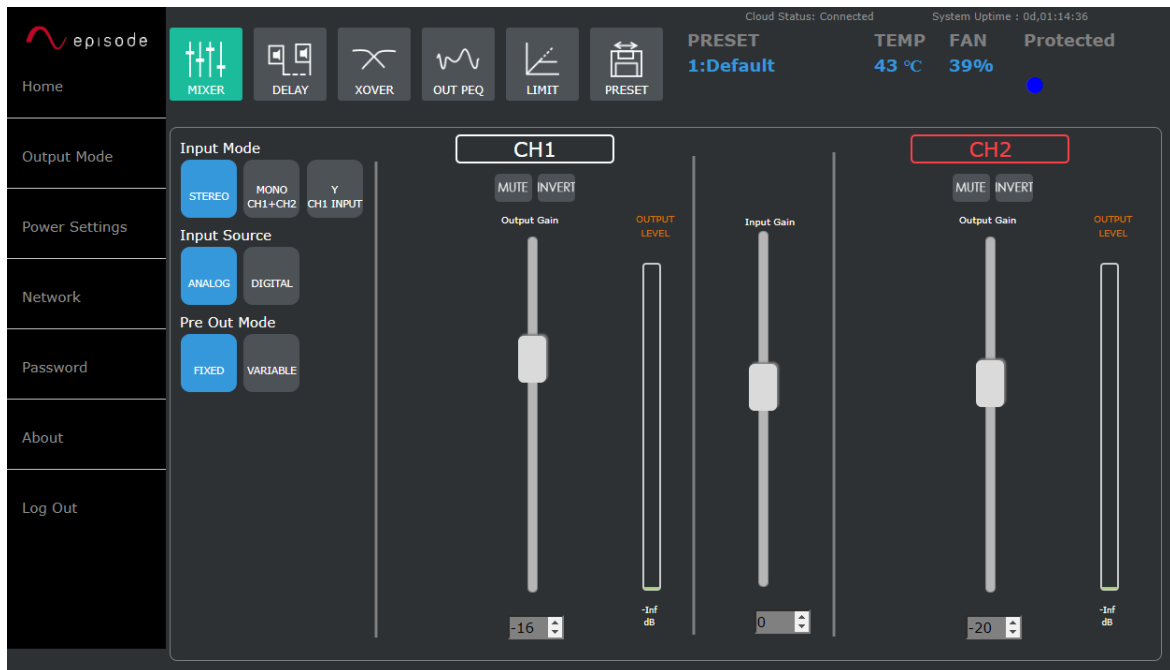 Cloud Status: Connected System Uptime : 0d,01:14:36
episode
Home
Output Mode
Power Settings
Network
Password
About
Log Out
MIXER DELAY XOVER OUT PEQ LIMIT PRESET
PRESET TEMP FAN Protected
1:Default 43 °C 39%
Input Mode
STEREO
MONO
CH1+CH2
Y
CH1 INPUT
Input Source
ANALOG DIGITAL
Pre Out Mode
FIXED VARIABLE
CH1
MUTE INVERT
Output Gain
OUTPUT
LEVEL
-16
-Inf
dB
Input Gain
0
CH2
MUTE INVERT
Output Gain
OUTPUT
LEVEL
-20
-Inf
dB